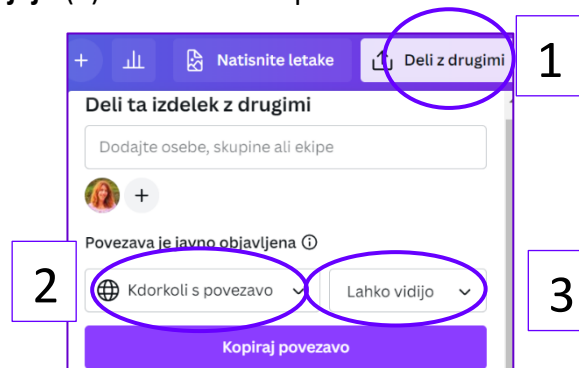 Natisnite letake Deli z drugimi 1
Deli ta izdelek z drugimi
Dodajte osebe, skupine ali ekipe
+
Povezava je javno objavljena
2 Kdorkoli s povezavo Lahko vidijo 3
Kopiraj povezavo